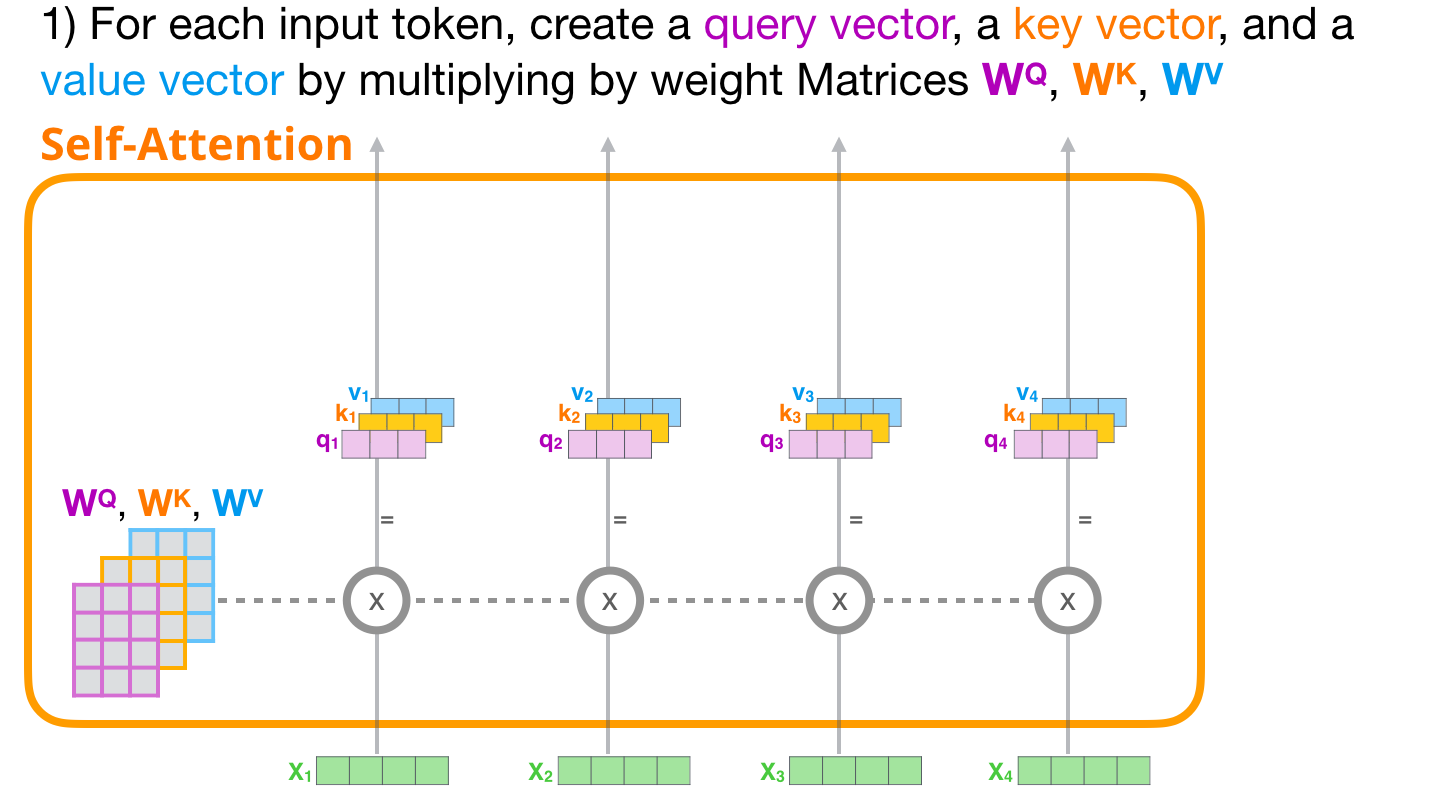 1) For each input token, create a query vector, a key vector, and a
value vector by multiplying by weight Matrices Wᵠ, Wᴷ, Wⱽ
Self-Attention
v₁ v₂ v₃ v₄
k₁ k₂ k₃ k₄
q₁ q₂ q₃ q₄
Wᵠ, Wᴷ, Wⱽ
= = = =
X X X X
X₁ X₂ X₃ X₄